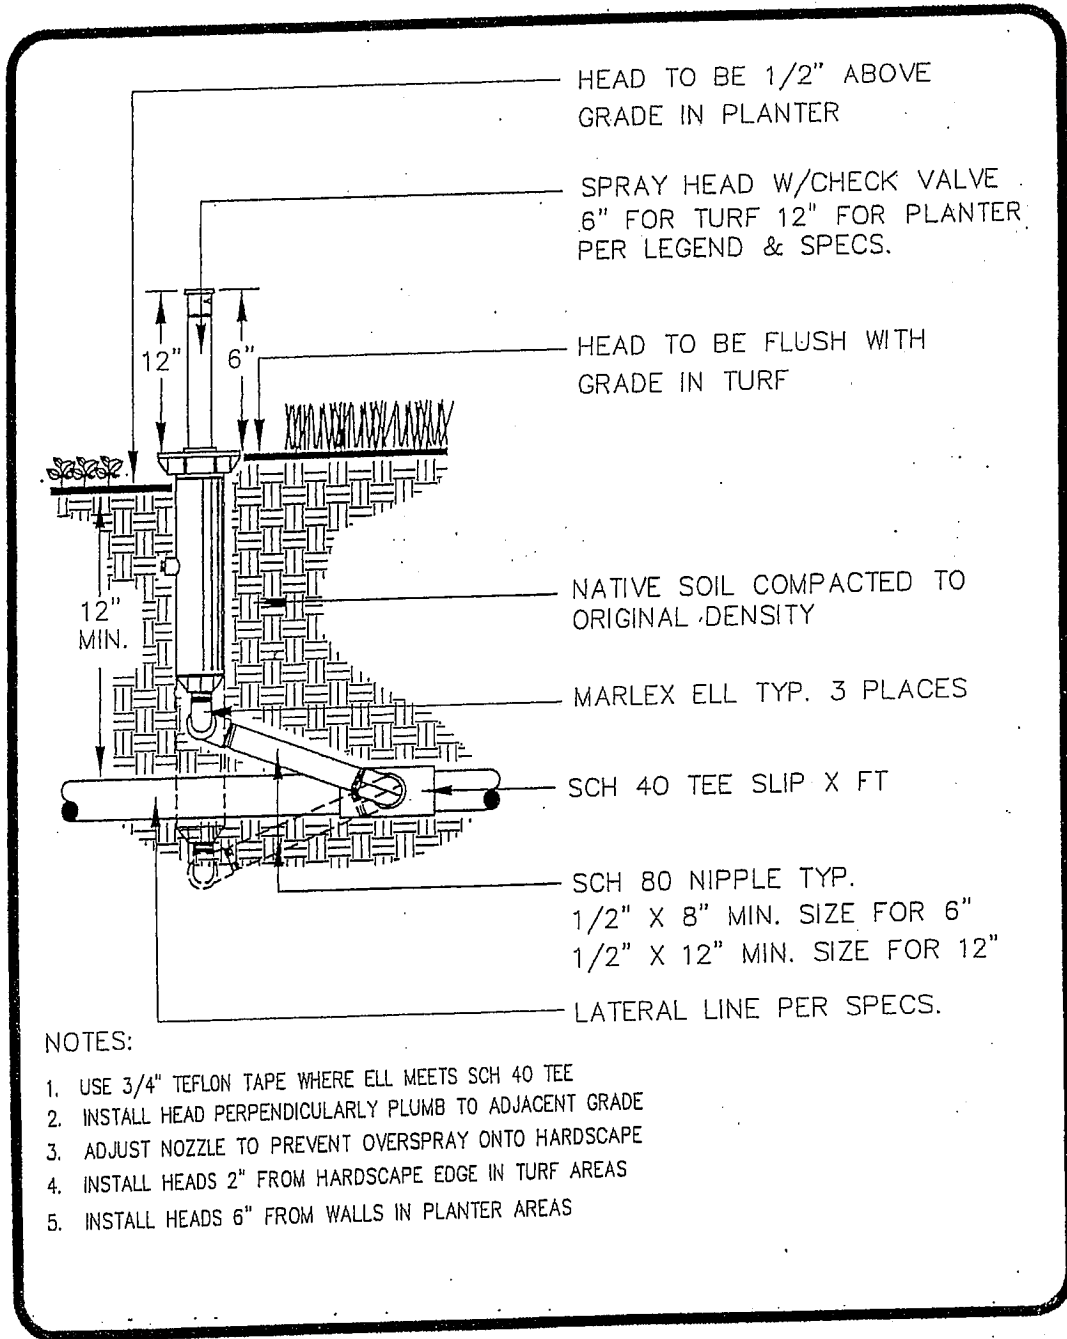 HEAD TO BE 1/2" ABOVE
GRADE IN PLANTER
SPRAY HEAD W/CHECK VALVE
6" FOR TURF 12" FOR PLANTER
PER LEGEND & SPECS.
12"
6"
HEAD TO BE FLUSH WITH
GRADE IN TURF
12"
MIN.
NATIVE SOIL COMPACTED TO
ORIGINAL DENSITY
MARLEX ELL TYP. 3 PLACES
SCH 40 TEE SLIP X FT
SCH 80 NIPPLE TYP.
1/2" X 8" MIN. SIZE FOR 6"
1/2" X 12" MIN. SIZE FOR 12"
LATERAL LINE PER SPECS.
NOTES:
1. USE 3/4" TEFLON TAPE WHERE ELL MEETS SCH 40 TEE
2. INSTALL HEAD PERPENDICULARLY PLUMB TO ADJACENT GRADE
3. ADJUST NOZZLE TO PREVENT OVERSPRAY ONTO HARDSCAPE
4. INSTALL HEADS 2" FROM HARDSCAPE EDGE IN TURF AREAS
5. INSTALL HEADS 6" FROM WALLS IN PLANTER AREAS